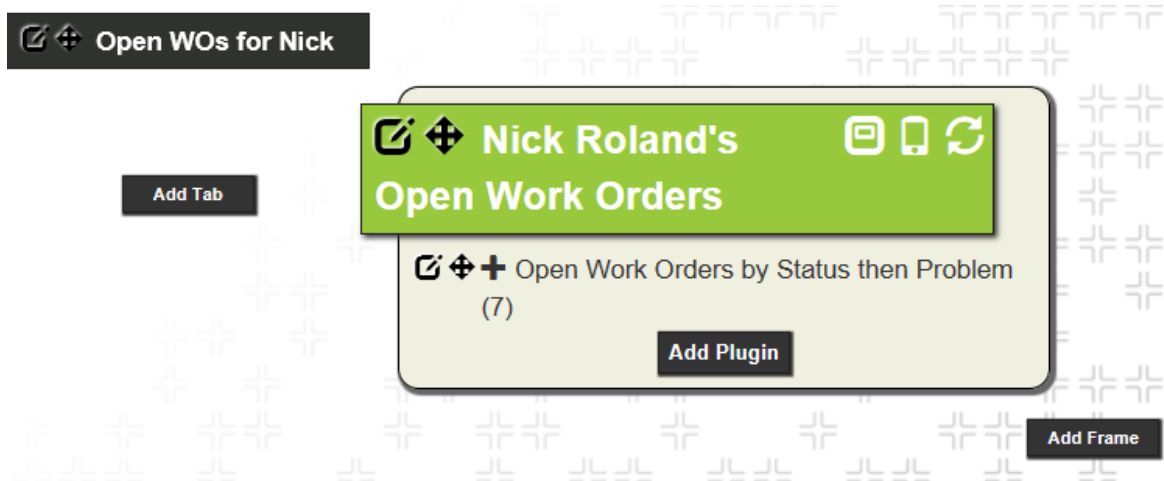 Open WOs for Nick
Nick Roland's
Open Work Orders
Add Tab
Open Work Orders by Status then Problem
(7)
Add Plugin
Add Frame